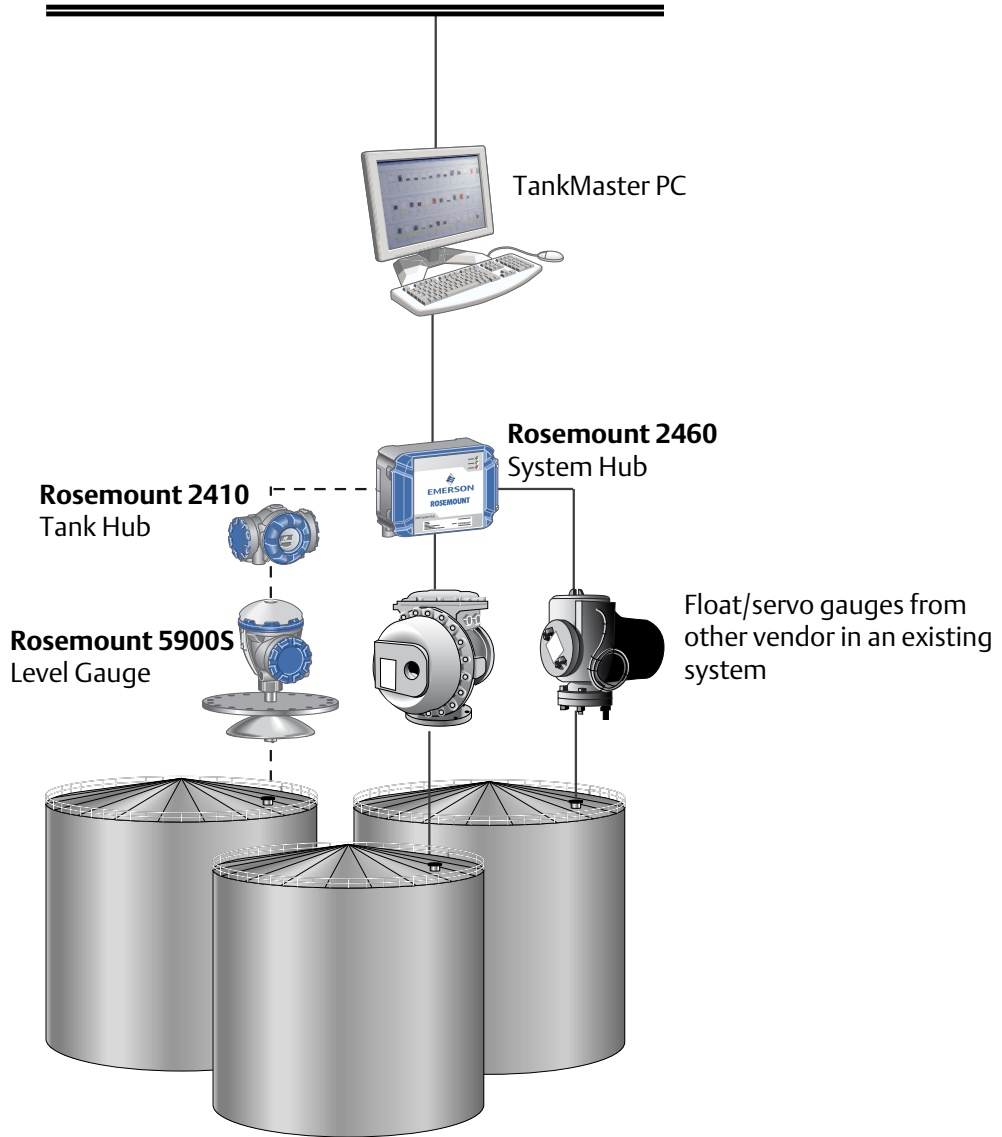 TankMaster PC
Rosemount 2460
System Hub
EMERSON
ROSEMOUNT
Rosemount 2410
Tank Hub
Rosemount 5900S
Level Gauge
Float/servo gauges from
other vendor in an existing
system